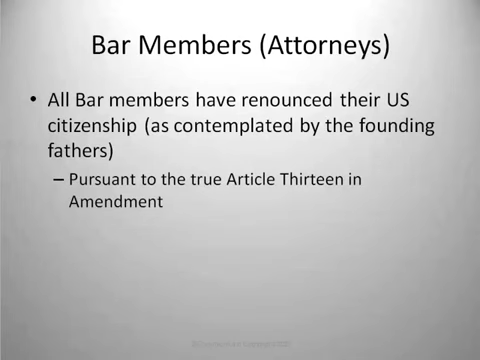 Bar Members (Attorneys)
• All Bar members have renounced their US
citizenship (as contemplated by the founding
fathers)
– Pursuant to the true Article Thirteen in
Amendment